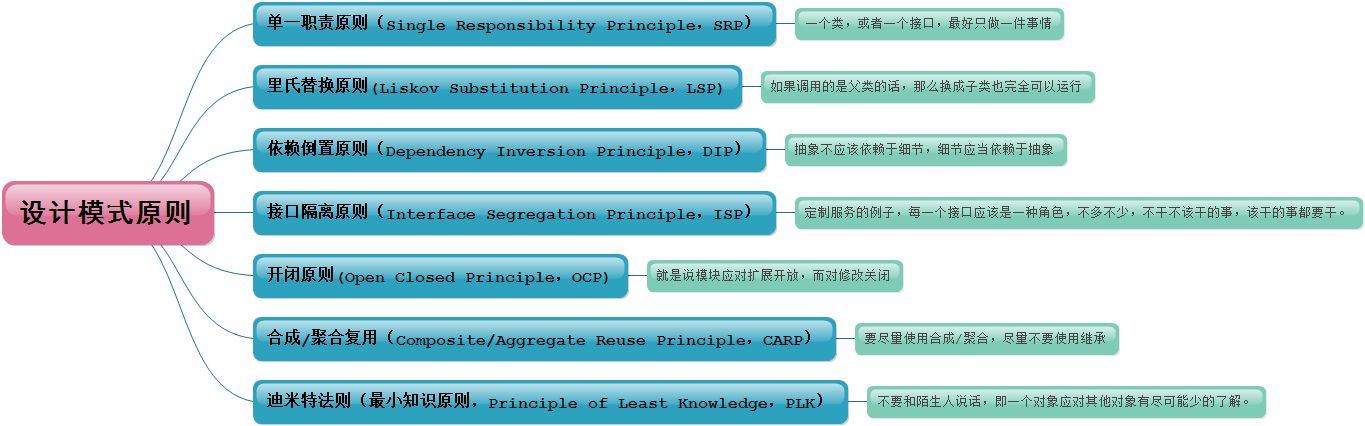 设计模式原则
单一职责原则（Single Responsibility Principle，SRP）
一个类，或者一个接口，最好只做一件事情
里氏替换原则(Liskov Substitution Principle，LSP)
如果调用的是父类的话，那么换成子类也完全可以运行
依赖倒置原则（Dependency Inversion Principle，DIP）
抽象不应该依赖于细节，细节应当依赖于抽象
接口隔离原则（Interface Segregation Principle，ISP）
定制服务的例子，每一个接口应该是一种角色，不多不少，不干不该干的事，该干的事都要干。
开闭原则(Open Closed Principle，OCP)
就是说模块应对扩展开放，而对修改关闭
合成/聚合复用（Composite/Aggregate Reuse Principle，CARP）
要尽量使用合成/聚合，尽量不要使用继承
迪米特法则（最小知识原则，Principle of Least Knowledge，PLK）
不要和陌生人说话，即一个对象应对其他对象有尽可能少的了解。